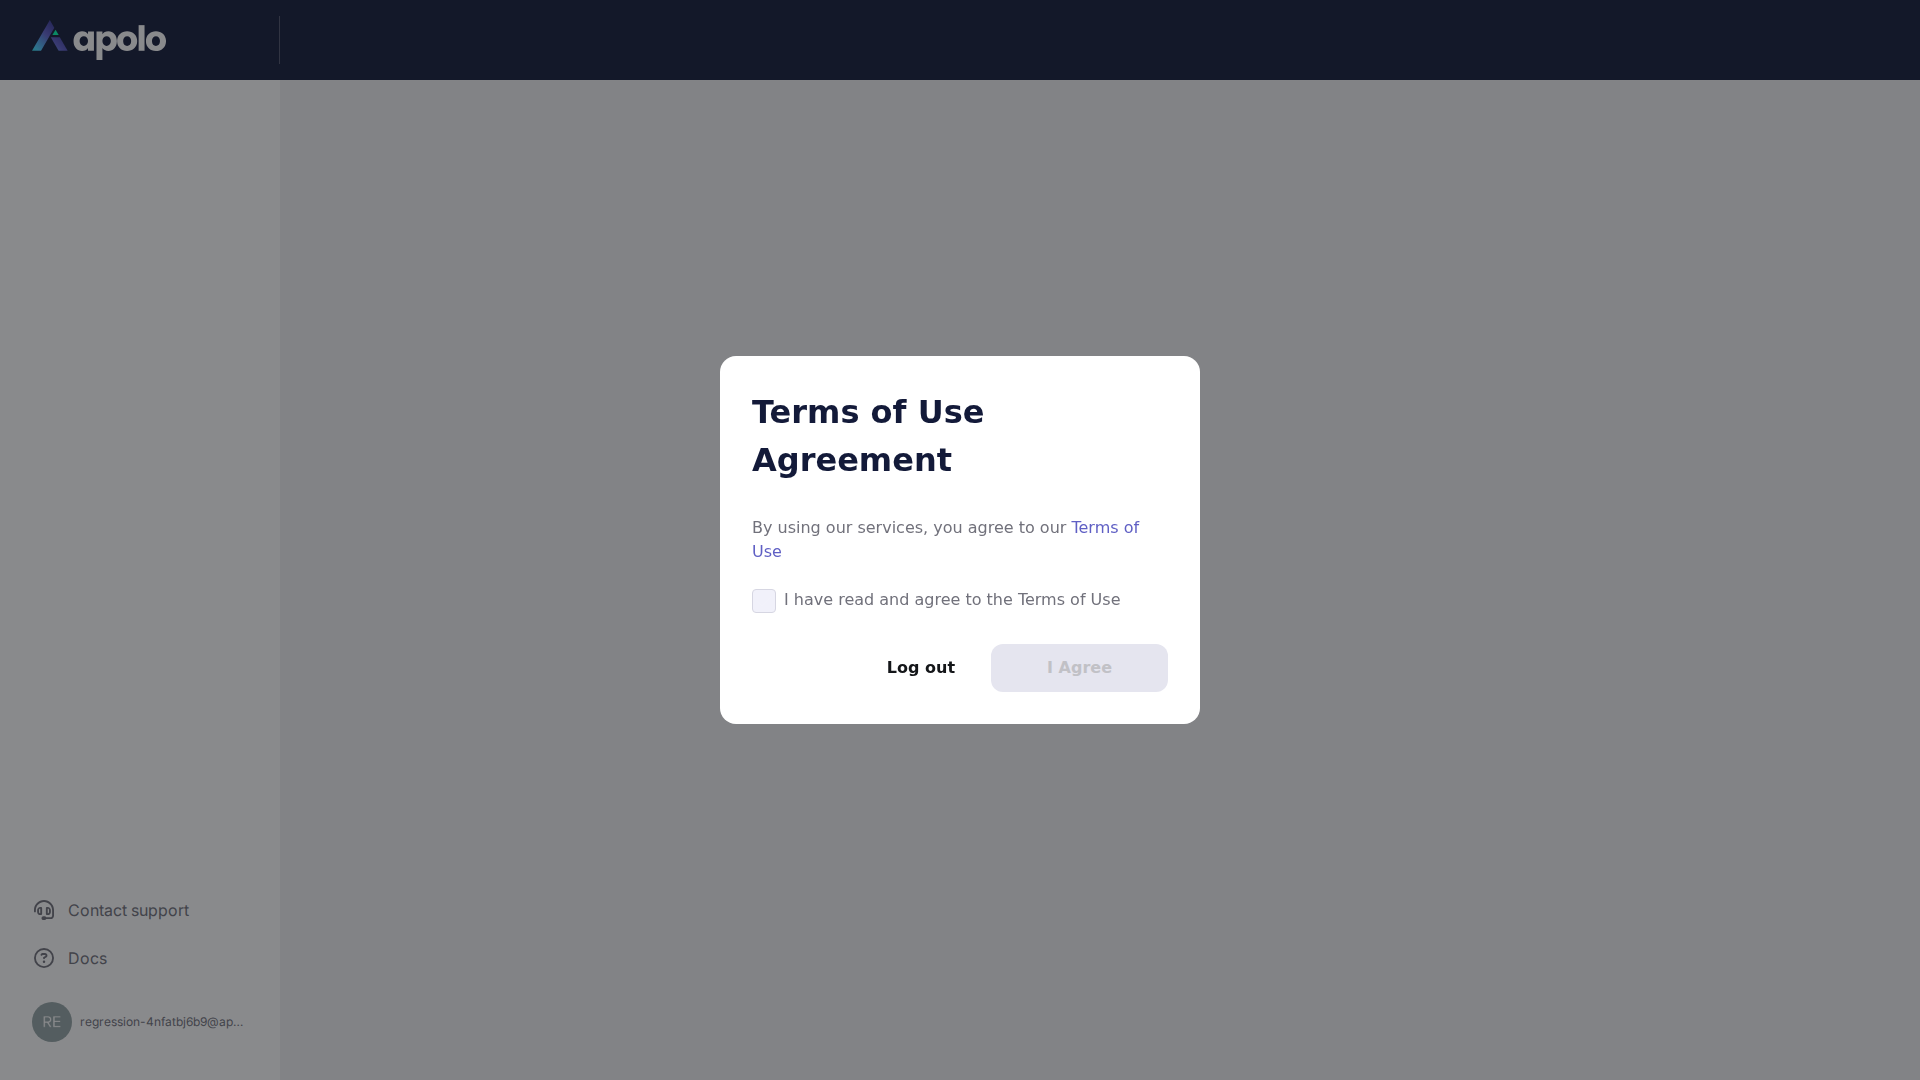 apolo
Terms of Use
Agreement
By using our services, you agree to our Terms of
Use
I have read and agree to the Terms of Use
Log out
I Agree
Contact support
Docs
RE
regression-4nfatbj6b9@ap...